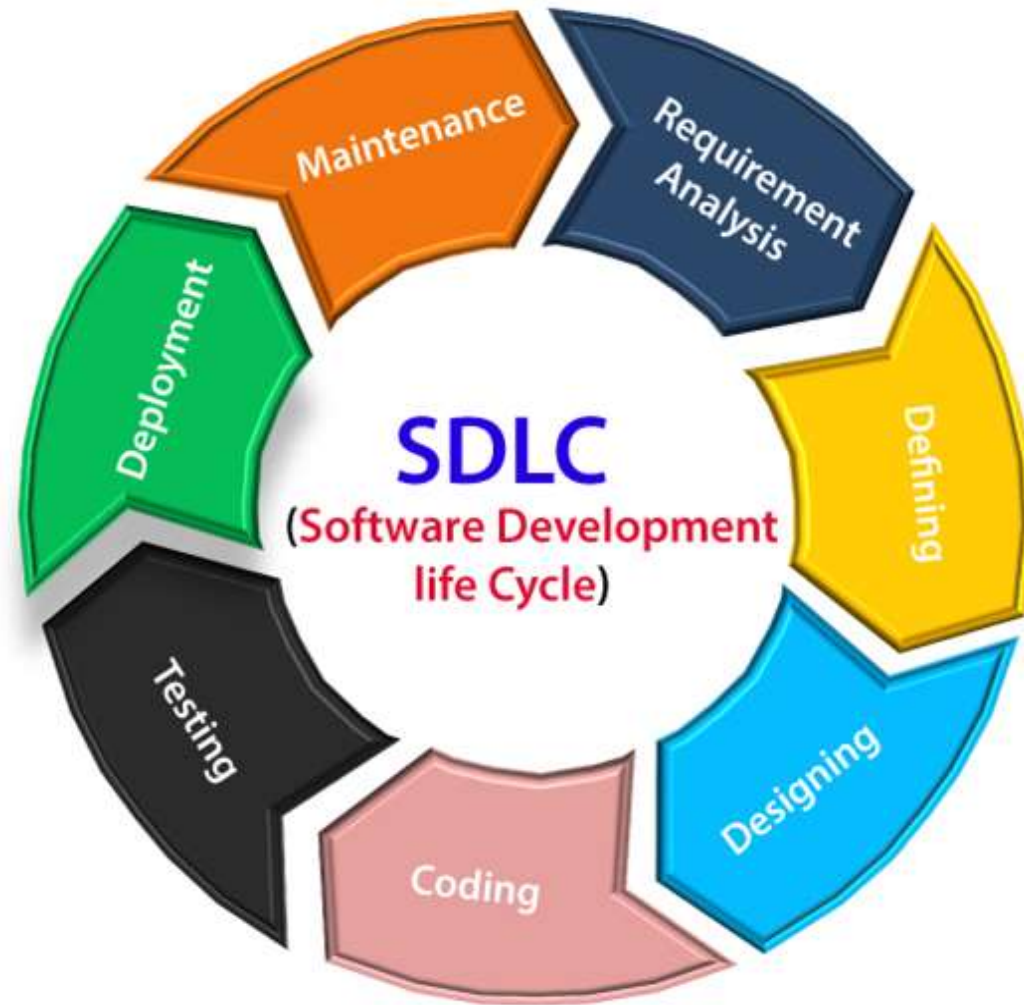 Maintenance
Requirement
Analysis
Defining
Designing
Coding
Testing
Deployment
SDLC
(Software Development
life Cycle)